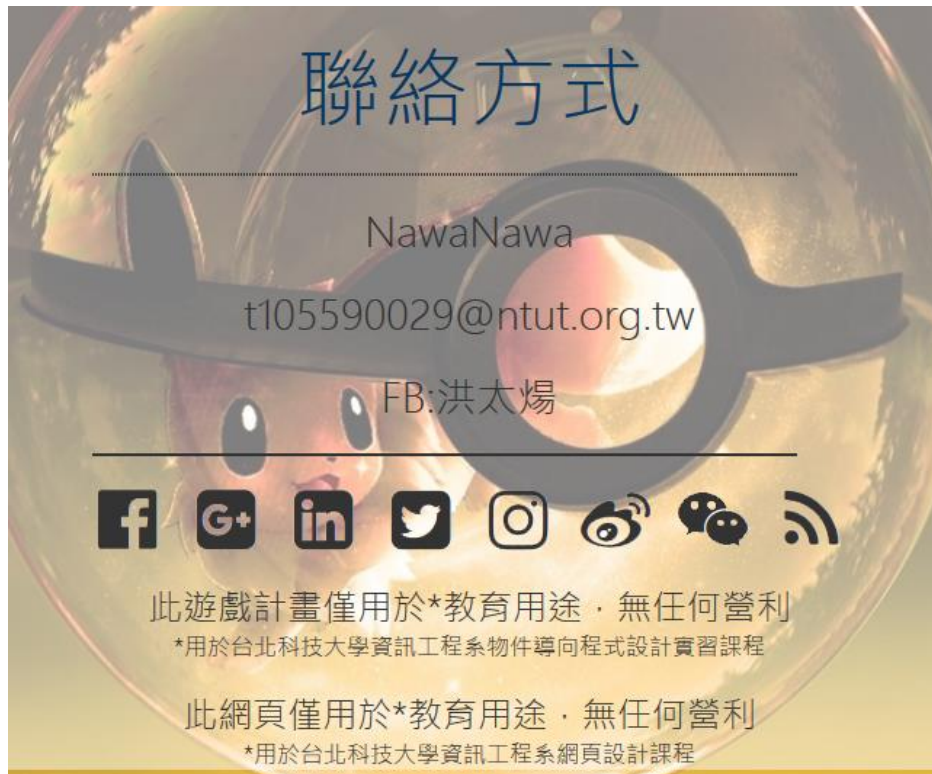 聯絡方式
NawaNawa
t105590029@ntut.org.tw
FB:洪太煬
G+
in
此遊戲計畫僅用於*教育用途，無任何營利
*用於台北科技大學資訊工程系物件導向程式設計實習課程
此網頁僅用於*教育用途，無任何營利
*用於台北科技大學資訊工程系網頁設計課程